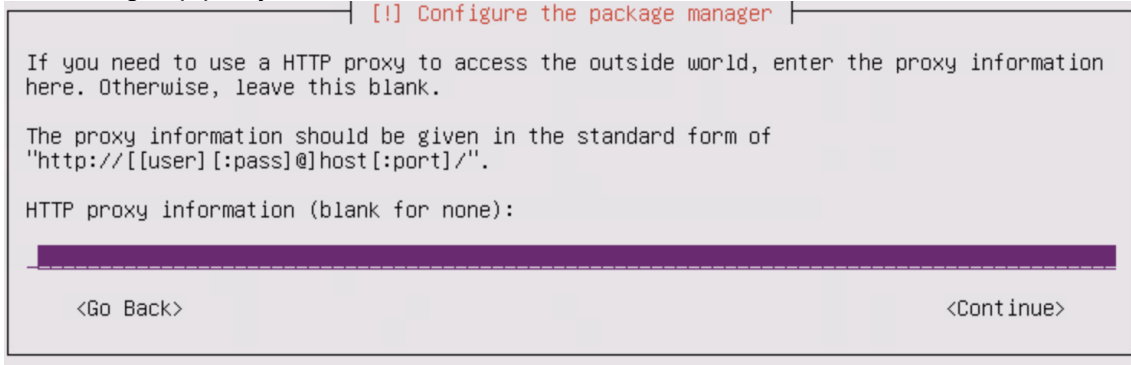 [!] Configure the package manager
If you need to use a HTTP proxy to access the outside world, enter the proxy information
here. Otherwise, leave this blank.
The proxy information should be given in the standard form of
"http://[[user][:pass]@]host[:port]/".
HTTP proxy information (blank for none):
<Go Back> <Continue>